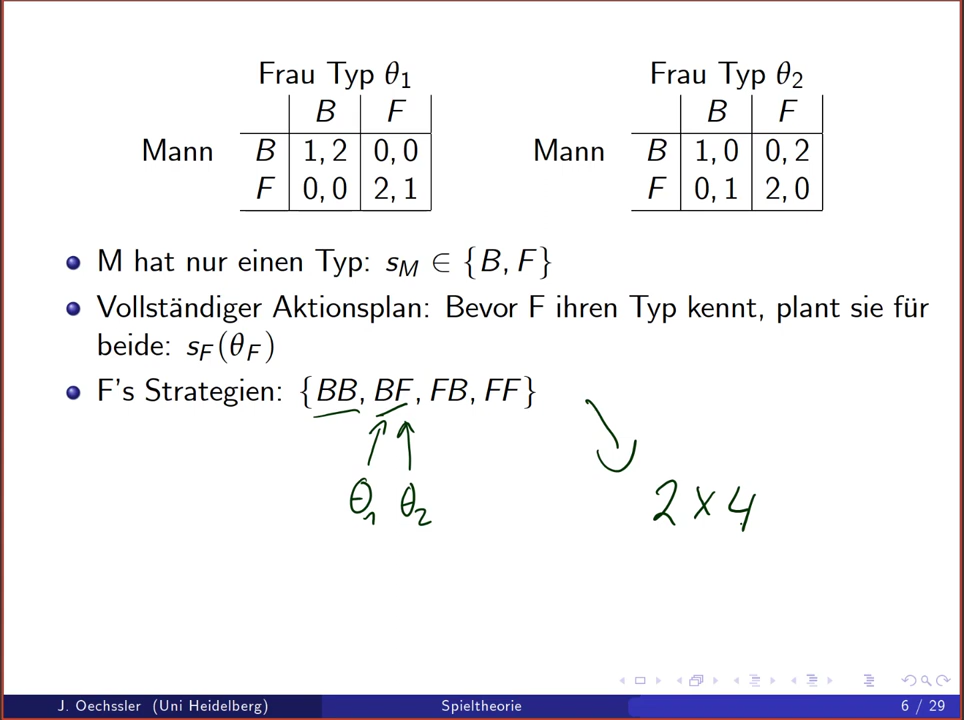 Frau Typ θ₁ Frau Typ θ₂
B F B F
Mann B 1, 2 0, 0 Mann B 1, 0 0, 2
F 0, 0 2, 1 F 0, 1 2, 0
M hat nur einen Typ: s_M ∈ {B, F}
Vollständiger Aktionsplan: Bevor F ihren Typ kennt, plant sie für
beide: s_F(θ_F)
F's Strategien: {BB, BF, FB, FF}
θ₁ θ₂ 2 x 4
J. Oechssler (Uni Heidelberg) Spieltheorie 6 / 29